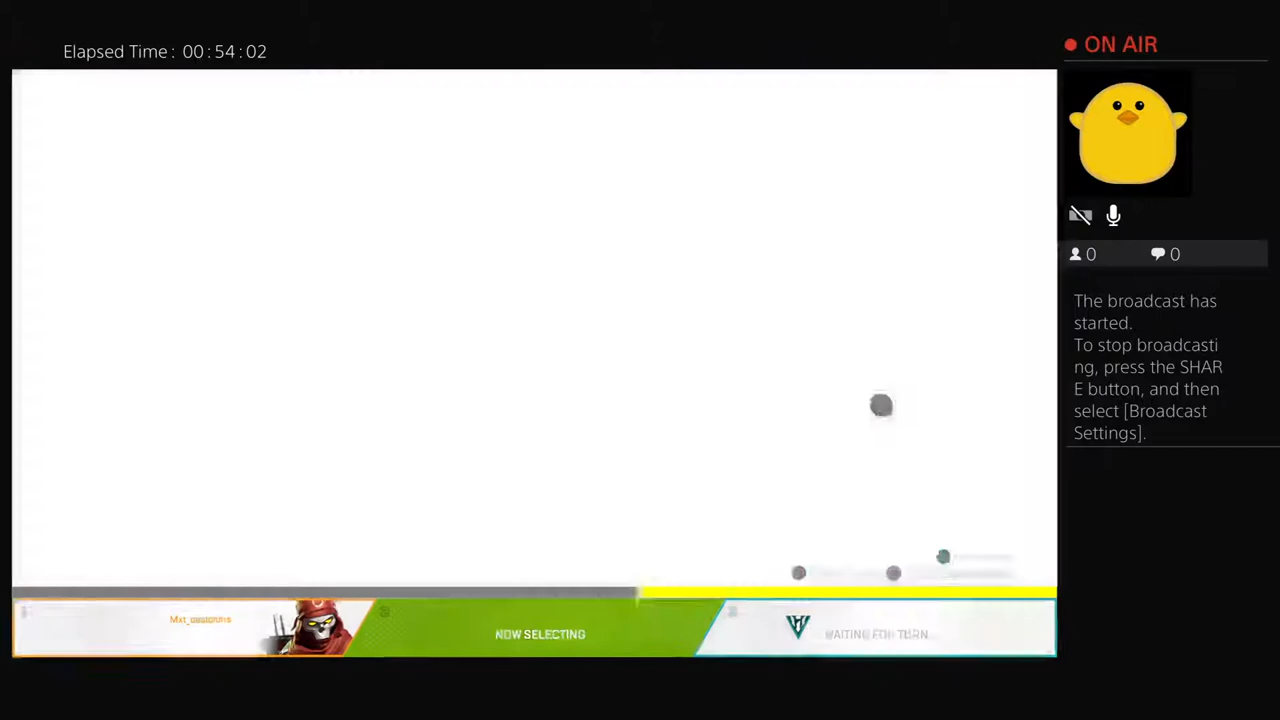 Elapsed Time: 00:54:02
ON AIR
0
0
The broadcast has
started.
To stop broadcasti
ng, press the SHAR
E button, and then
select [Broadcast
Settings].
NOW SELECTING
WAITING FOR TURN